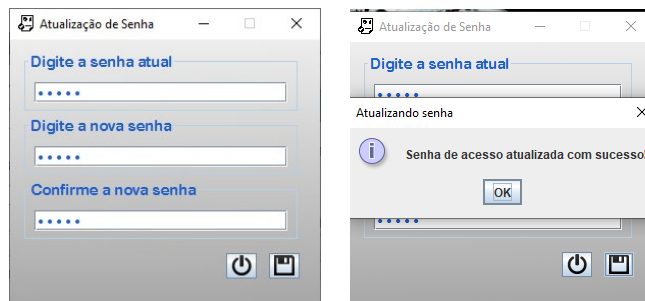 Atualização de Senha
Digite a senha atual
Digite a nova senha
Confirme a nova senha
Atualização de Senha
Digite a senha atual
Atualizando senha
Senha de acesso atualizada com sucesso!
OK